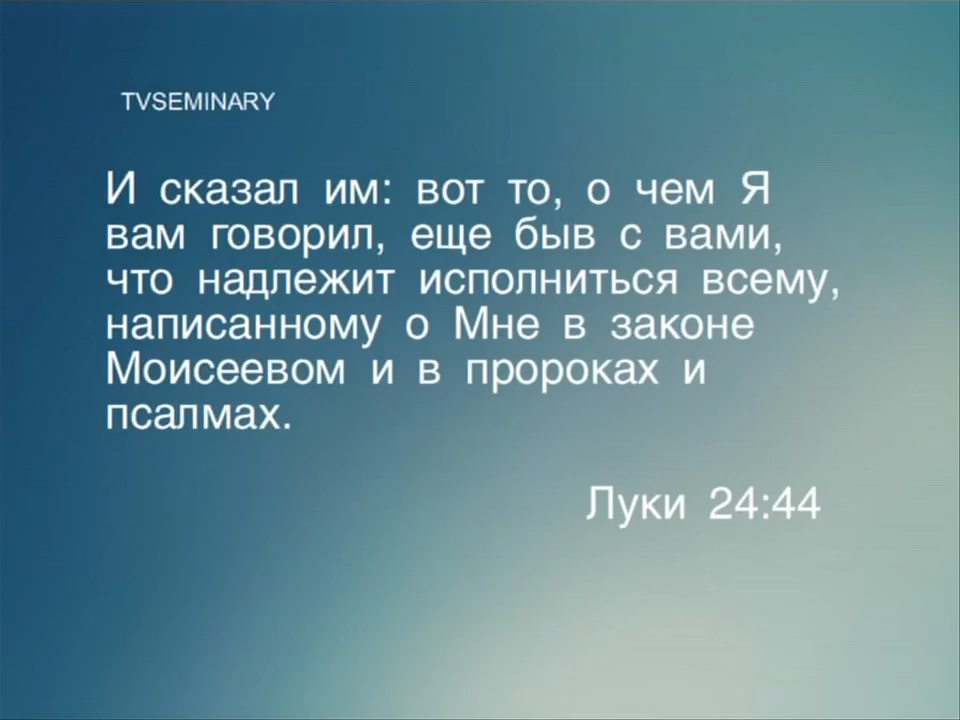 TVSEMINARY
И сказал им: вот то, о чем Я
вам говорил, еще быв с вами,
что надлежит исполниться всему,
написанному о Мне в законе
Моисеевом и в пророках и
псалмах.
Луки 24:44